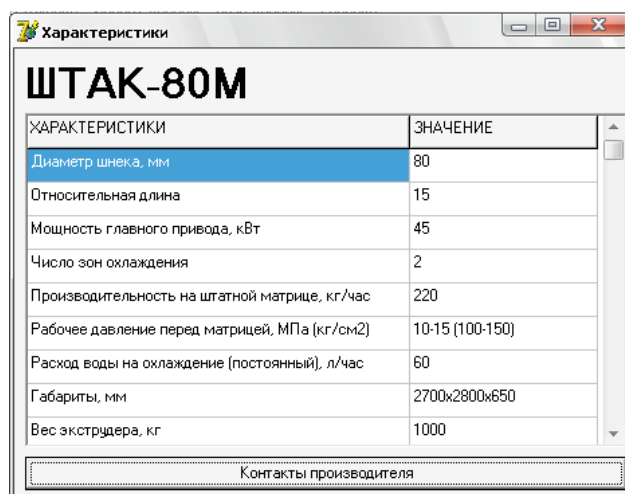 Характеристики
ШТАК-80М
ХАРАКТЕРИСТИКИ ЗНАЧЕНИЕ
Диаметр шнека, мм 80
Относительная длина 15
Мощность главного привода, кВт 45
Число зон охлаждения 2
Производительность на штатной матрице, кг/час 220
Рабочее давление перед матрицей, МПа (кг/см2) 10-15 (100-150)
Расход воды на охлаждение (постоянный), л/час 60
Габариты, мм 2700x2800x650
Вес экструдера, кг 1000
Контакты производителя